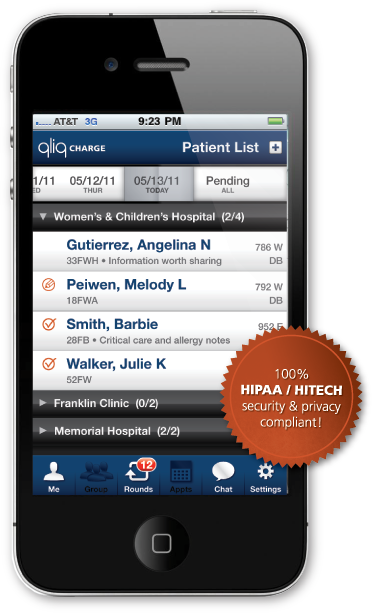 AT&T 3G 9:23 PM
qliq CHARGE Patient List
1/11 05/12/11 05/13/11 Pending
ED THUR TODAY ALL
Women's & Children's Hospital (2/4)
Gutierrez, Angelina N 786 W
33FWH • Information worth sharing DB
Peiwen, Melody L 792 W
18FWA DB
Smith, Barbie 952 E
28FB • Critical care and allergy notes
Walker, Julie K
52FW
100%
HIPAA / HITECH
security & privacy
compliant!
Franklin Clinic (0/2)
Memorial Hospital (2/2)
12
Me Group Rounds Appts Chat Settings